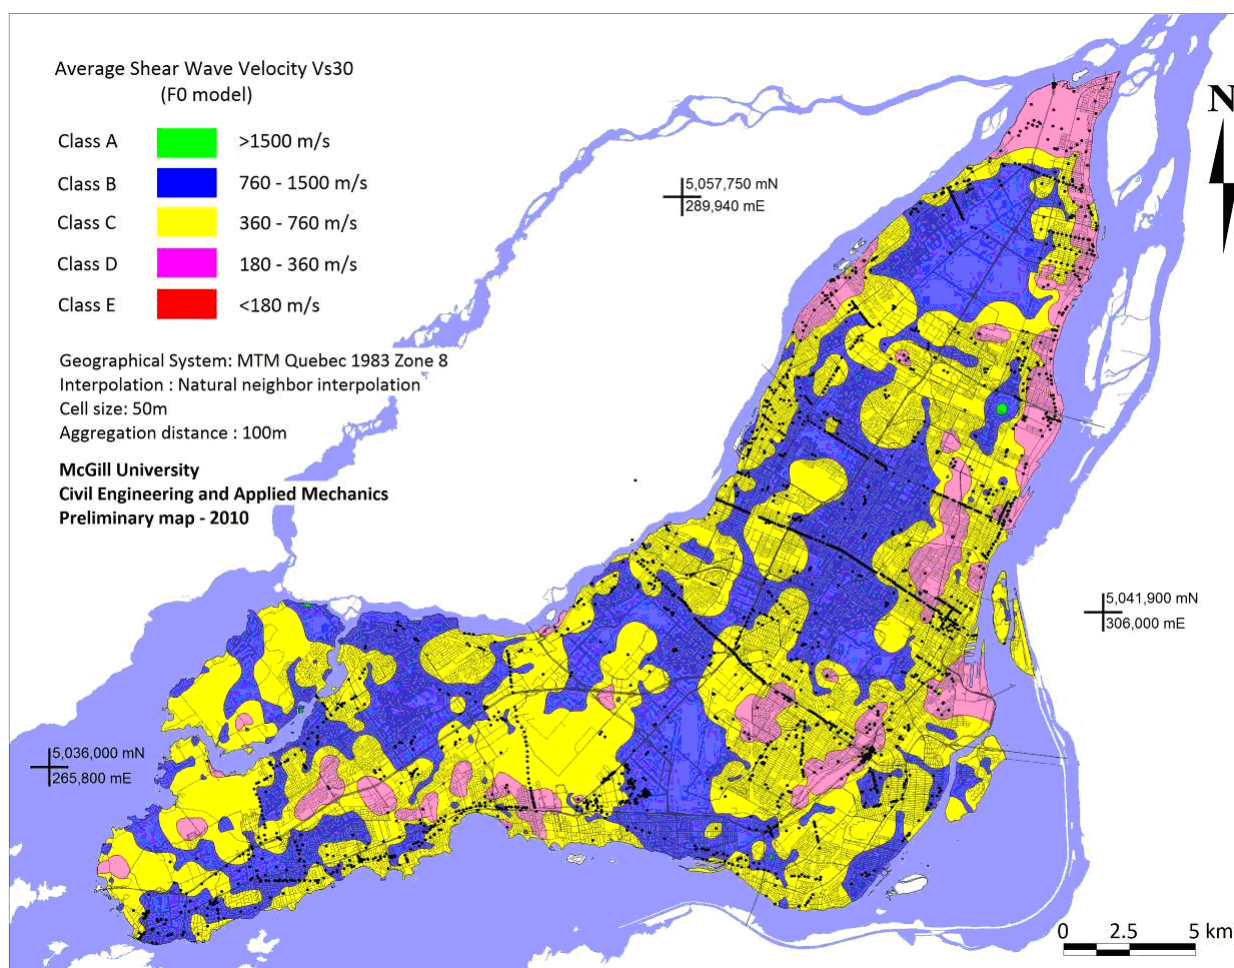 Average Shear Wave Velocity Vs30
(F0 model)
Class A >1500 m/s
Class B 760 - 1500 m/s
Class C 360 - 760 m/s
Class D 180 - 360 m/s
Class E <180 m/s
Geographical System: MTM Quebec 1983 Zone 8
Interpolation : Natural neighbor interpolation
Cell size: 50m
Aggregation distance : 100m
McGill University
Civil Engineering and Applied Mechanics
Preliminary map - 2010
N
5,057,750 mN
289,940 mE
5,041,900 mN
306,000 mE
5,036,000 mN
265,800 mE
0 2.5 5 km